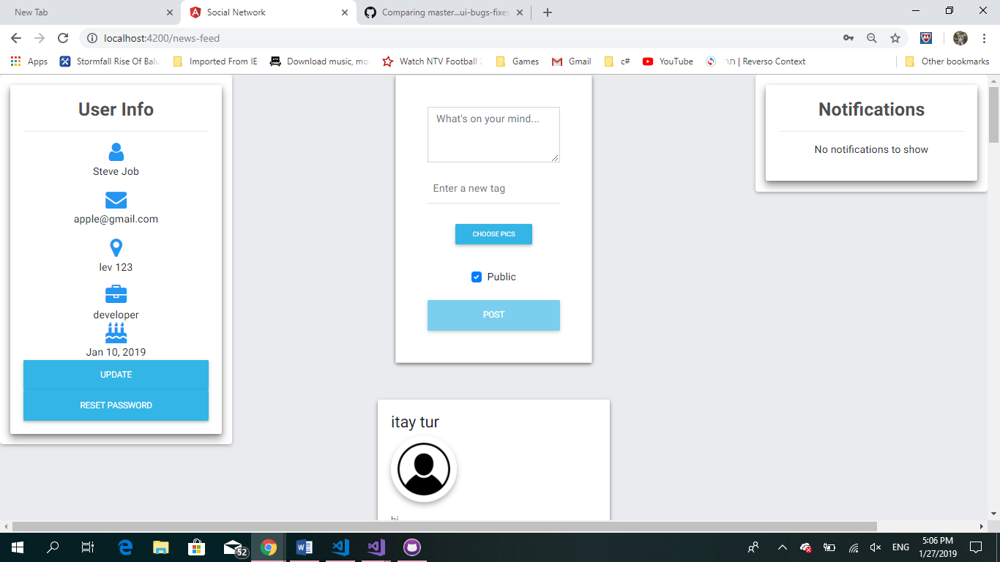 New Tab
Social Network
Comparing master...ui-bugs-fixes
localhost:4200/news-feed
Apps
Stormfall Rise Of Balu
Imported From IE
Download music, mo
Watch NTV Football
Games
Gmail
c#
YouTube
תר | Reverso Context
Other bookmarks
User Info
Steve Job
apple@gmail.com
lev 123
developer
Jan 10, 2019
UPDATE
RESET PASSWORD
What's on your mind...
Enter a new tag
CHOOSE PICS
Public
POST
itay tur
hi
Notifications
No notifications to show
52
ENG
5:06 PM
1/27/2019